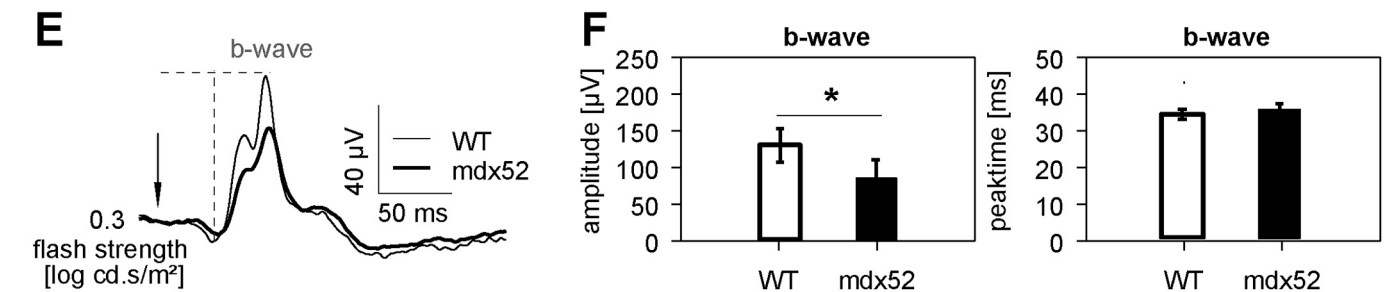 E
b-wave
WT
mdx52
40 µV
50 ms
0.3
flash strength
[log cd.s/m²]
F
b-wave
amplitude [µV]
250
200
150
100
50
0
*
WT
mdx52
b-wave
peaktime [ms]
50
40
30
20
10
0
WT
mdx52